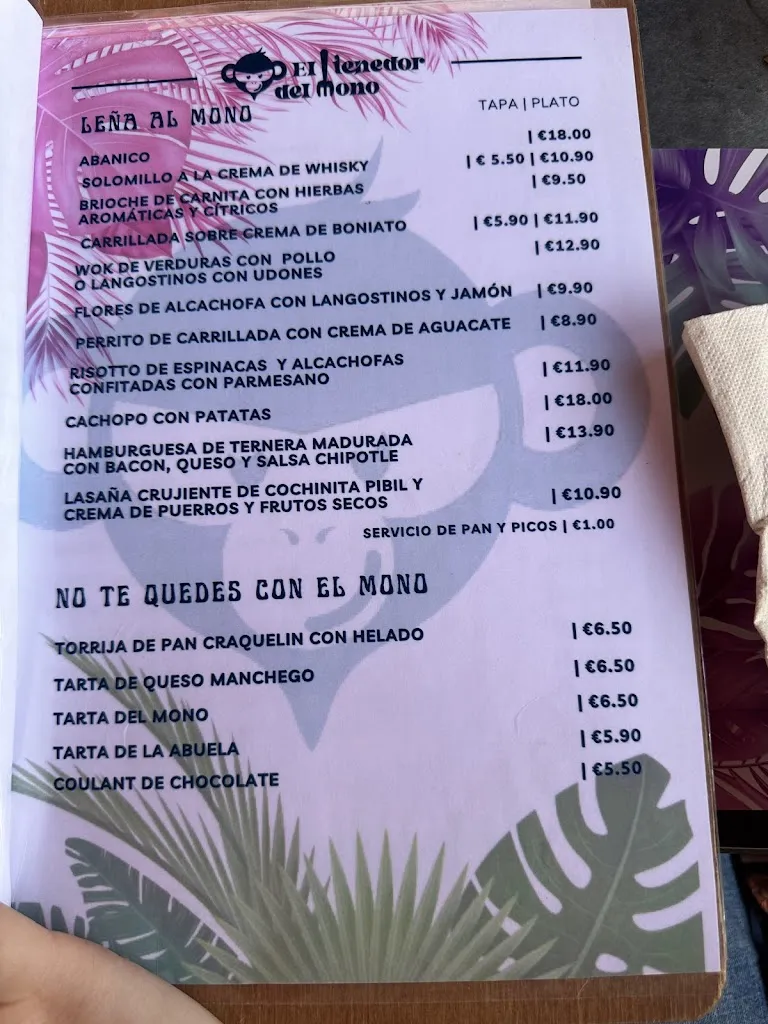 El tenedor
del mono
LEÑA AL MONO
TAPA | PLATO
ABANICO | €18.00
SOLOMILLO A LA CREMA DE WHISKY | € 5.50 | €10.90
BRIOCHE DE CARNITA CON HIERBAS | €9.50
AROMÁTICAS Y CÍTRICOS
CARRILLADA SOBRE CREMA DE BONIATO | €5.90 | €11.90
WOK DE VERDURAS CON POLLO | €12.90
O LANGOSTINOS CON UDONES
FLORES DE ALCACHOFA CON LANGOSTINOS Y JAMÓN | €9.90
PERRITO DE CARRILLADA CON CREMA DE AGUACATE | €8.90
RISOTTO DE ESPINACAS Y ALCACHOFAS | €11.90
CONFITADAS CON PARMESANO
CACHOPO CON PATATAS | €18.00
HAMBURGUESA DE TERNERA MADURADA | €13.90
CON BACON, QUESO Y SALSA CHIPOTLE
LASAÑA CRUJIENTE DE COCHINITA PIBIL Y | €10.90
CREMA DE PUERROS Y FRUTOS SECOS
SERVICIO DE PAN Y PICOS | €1.00
NO TE QUEDES CON EL MONO
TORRIJA DE PAN CRAQUELIN CON HELADO | €6.50
TARTA DE QUESO MANCHEGO | €6.50
TARTA DEL MONO | €6.50
TARTA DE LA ABUELA | €5.90
COULANT DE CHOCOLATE | €5.50